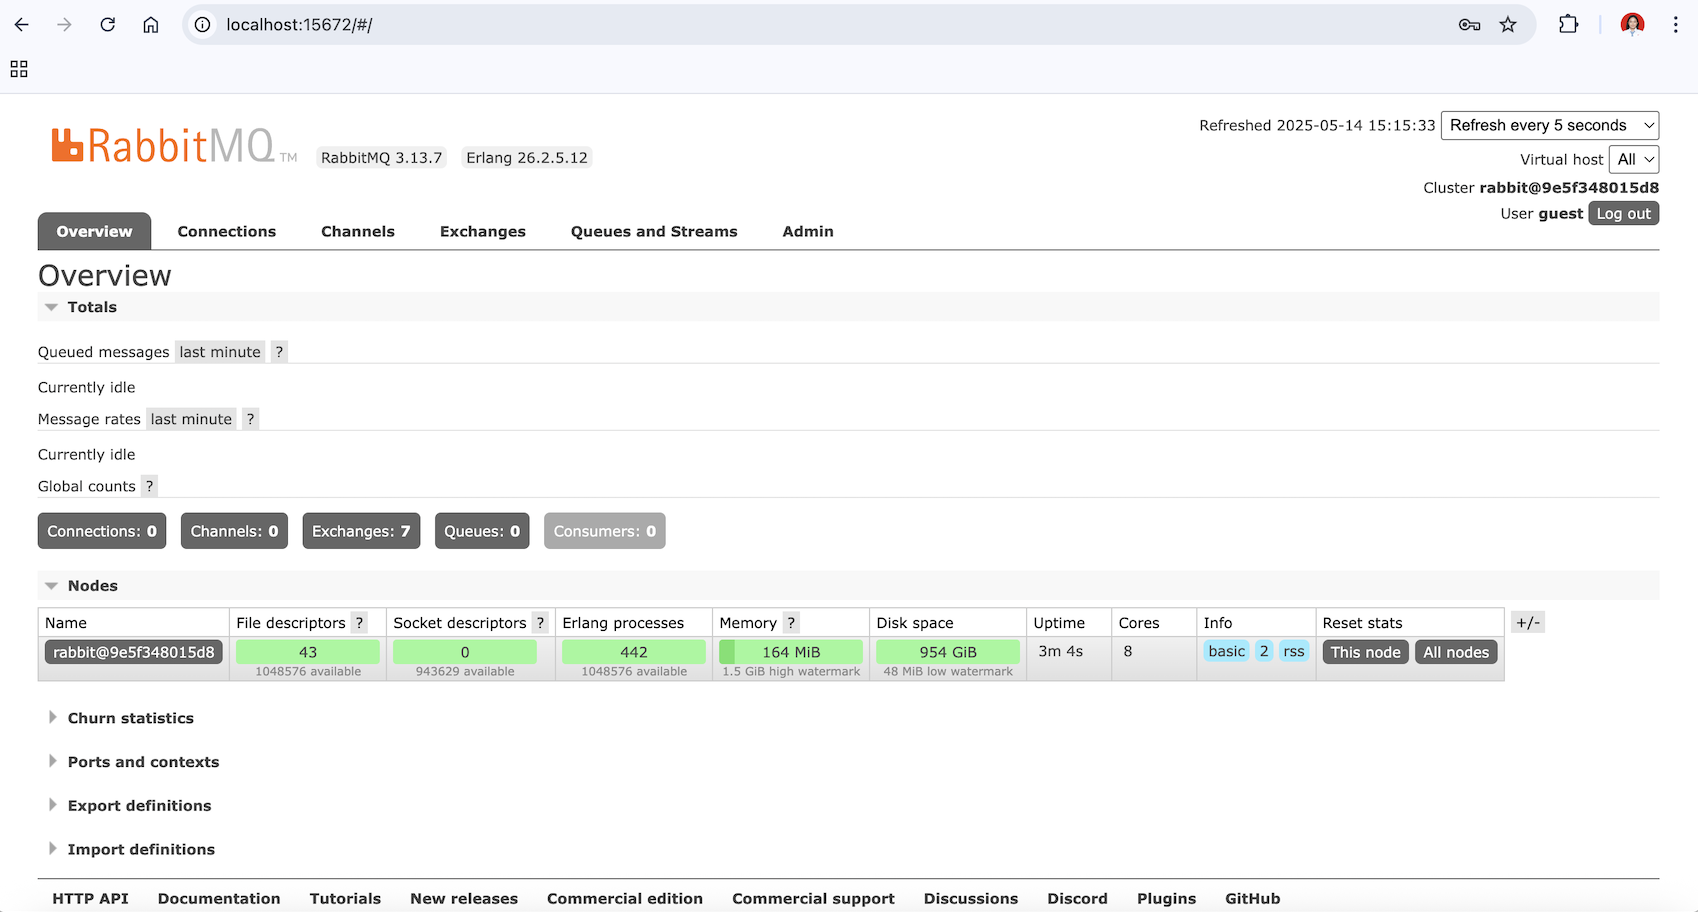 localhost:15672/#/
Refreshed 2025-05-14 15:15:33 Refresh every 5 seconds
RabbitMQ TM RabbitMQ 3.13.7 Erlang 26.2.5.12
Virtual host All
Cluster rabbit@9e5f348015d8
User guest Log out
Overview Connections Channels Exchanges Queues and Streams Admin
Overview
Totals
Queued messages last minute ?
Currently idle
Message rates last minute ?
Currently idle
Global counts ?
Connections: 0 Channels: 0 Exchanges: 7 Queues: 0 Consumers: 0
Nodes
Name File descriptors ? Socket descriptors ? Erlang processes Memory ? Disk space Uptime Cores Info Reset stats +/-
rabbit@9e5f348015d8 43 0 442 164 MiB 954 GiB 3m 4s 8 basic 2 rss This node All nodes
1048576 available 943629 available 1048576 available 1.5 GiB high watermark 48 MiB low watermark
Churn statistics
Ports and contexts
Export definitions
Import definitions
HTTP API Documentation Tutorials New releases Commercial edition Commercial support Discussions Discord Plugins GitHub